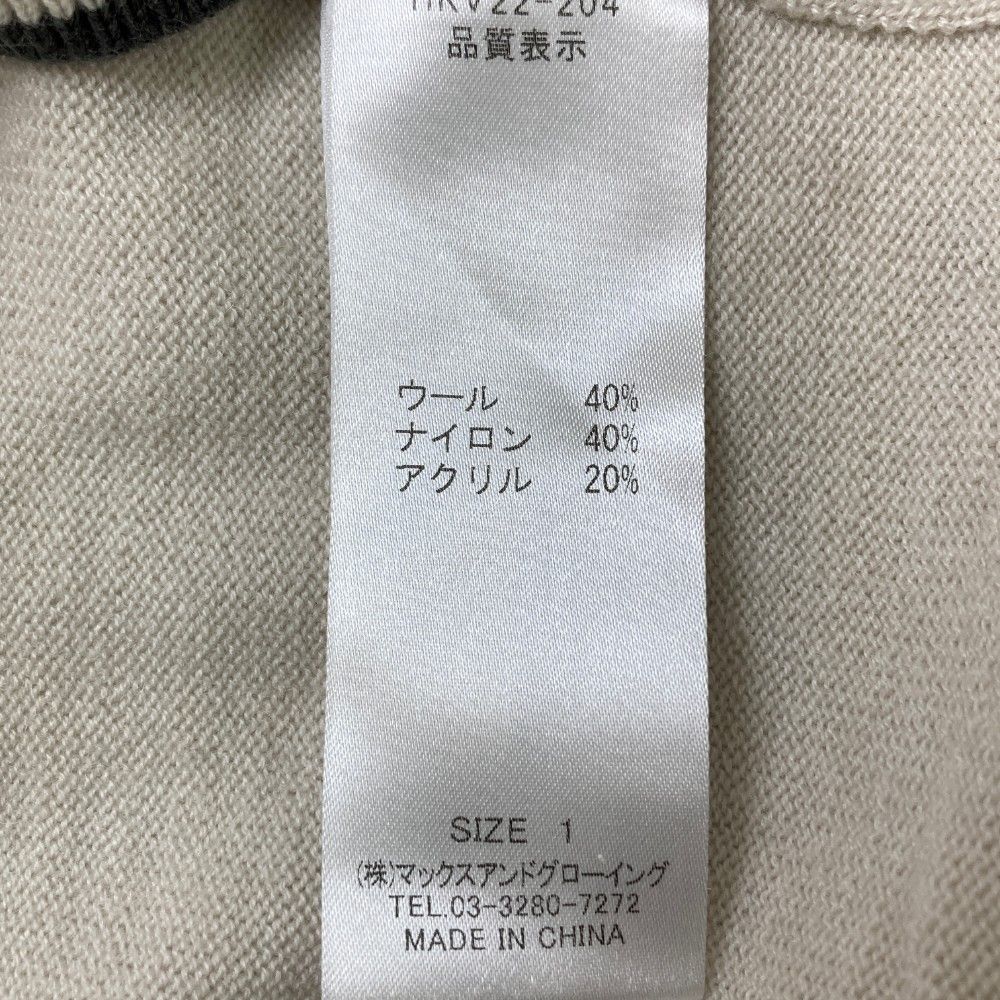 品質表示
ウール 40%
ナイロン 40%
アクリル 20%
SIZE 1
(株)マックスアンドグローイング
TEL.03-3280-7272
MADE IN CHINA